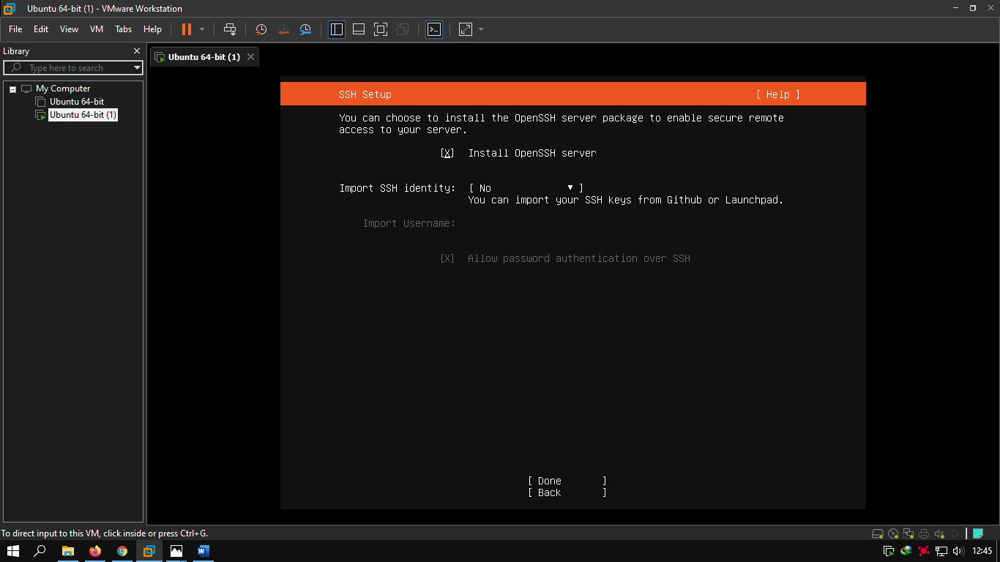 Ubuntu 64-bit (1) - VMware Workstation
File Edit View VM Tabs Help
Library
Type here to search
My Computer
Ubuntu 64-bit
Ubuntu 64-bit (1)
Ubuntu 64-bit (1)
SSH Setup [ Help ]
You can choose to install the OpenSSH server package to enable secure remote
access to your server.
[X] Install OpenSSH server
Import SSH identity: [ No ▾ ]
You can import your SSH keys from Github or Launchpad.
Import Username:
[X] Allow password authentication over SSH
[ Done ]
[ Back ]
To direct input to this VM, click inside or press Ctrl+G.
12:45